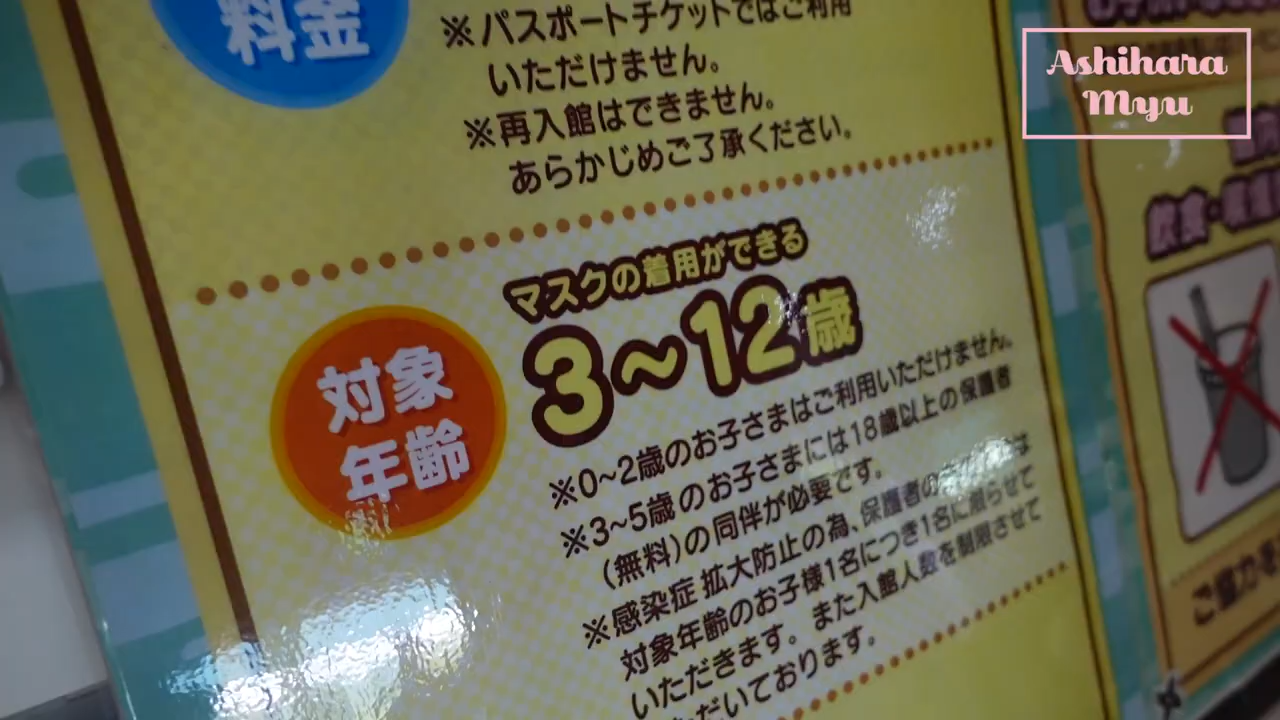 料金
※パスポートチケットではご利用
いただけません。
※再入館はできません。
あらかじめご了承ください。
対象
年齢
マスクの着用ができる
3~12歳
※0~2歳のお子さまはご利用いただけません。
※3~5歳のお子さまには18歳以上の保護者
(無料)の同伴が必要です。
※感染症拡大防止の為、保護者の
は
対象年齢のお子様1名につき1名に限らせて
いただきます。また入館人数を制限させて
だいております。
Ashihara
Myu
飲食・
ご協力を